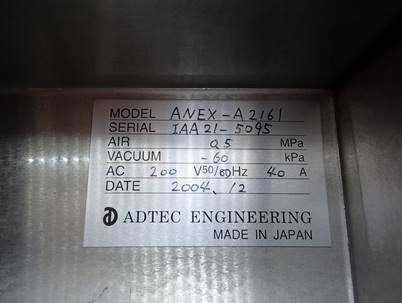 MODEL ANEX-A2161
SERIAL IAA21-5095
AIR 0.5 MPa
VACUUM -60 kPa
AC 200 V50/60Hz 40 A
DATE 2004. 12
ADTEC ENGINEERING
MADE IN JAPAN